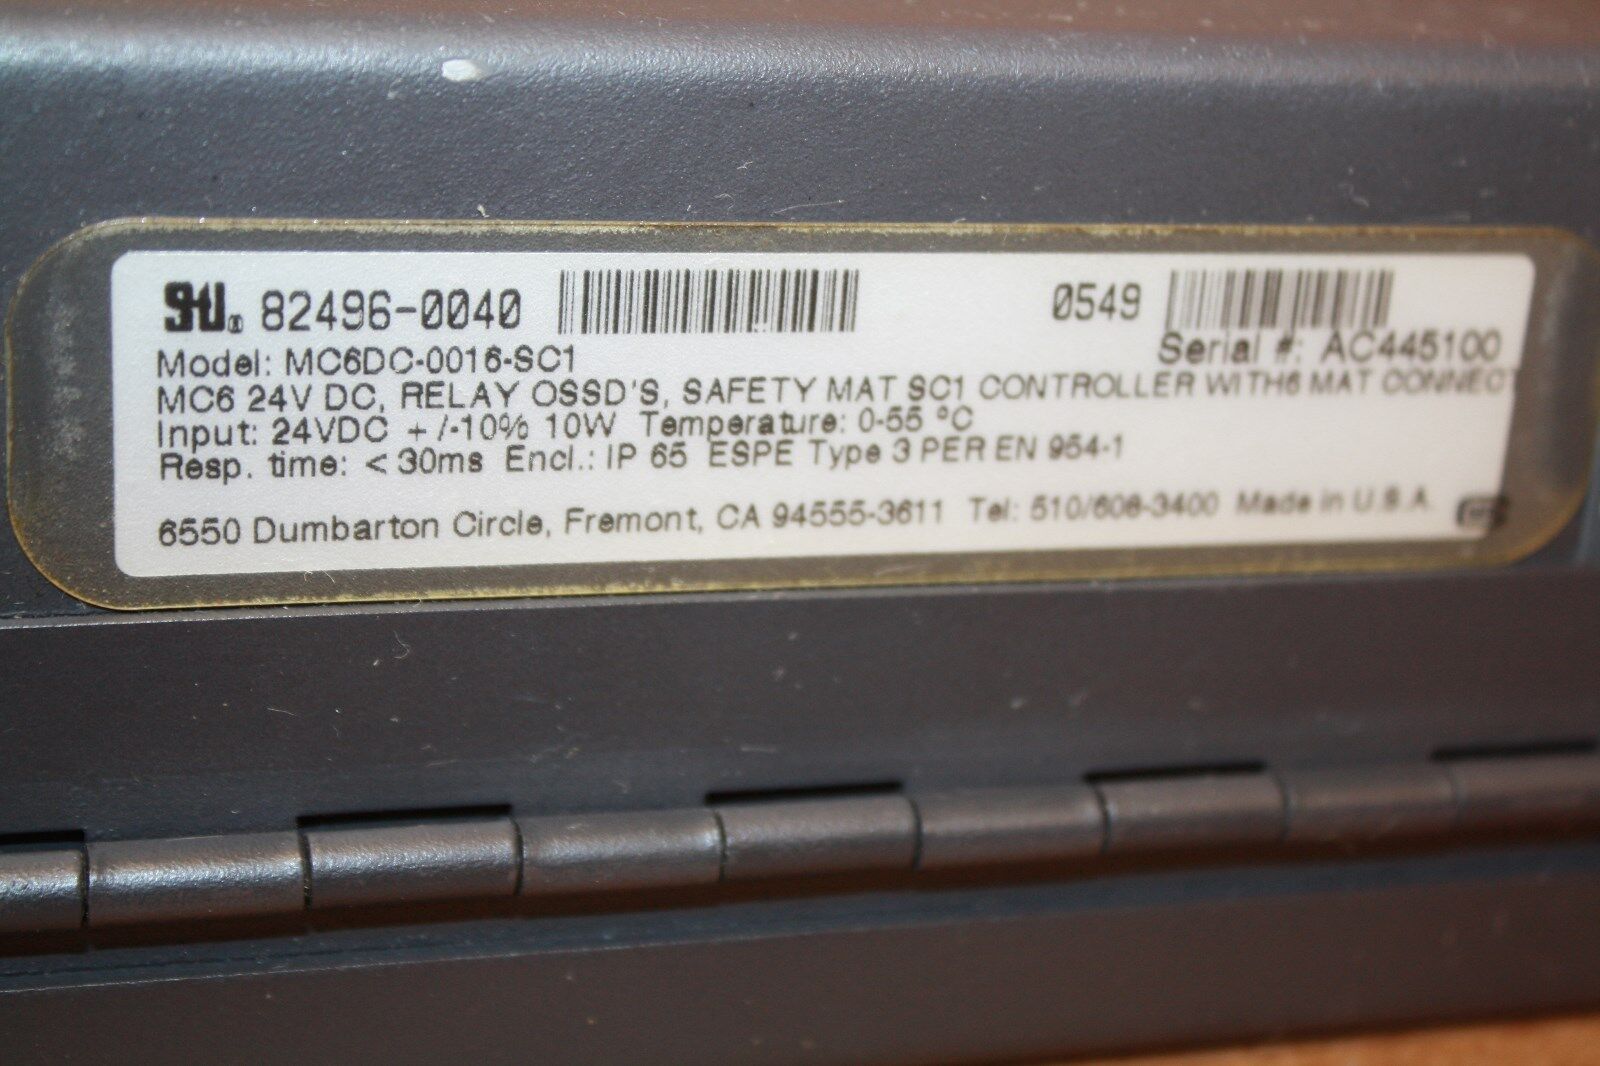 82496-0040 0549
Model: MC6DC-0016-SC1 Serial #: AC445100
MC6 24V DC, RELAY OSSD'S, SAFETY MAT SC1 CONTROLLER WITH6 MAT CONNECT
Input: 24VDC +/-10% 10W Temperature: 0-55 °C
Resp. time: < 30ms Encl.: IP 65 ESPE Type 3 PER EN 954-1
6550 Dumbarton Circle, Fremont, CA 94555-3611 Tel: 510/608-3400 Made in U.S.A.